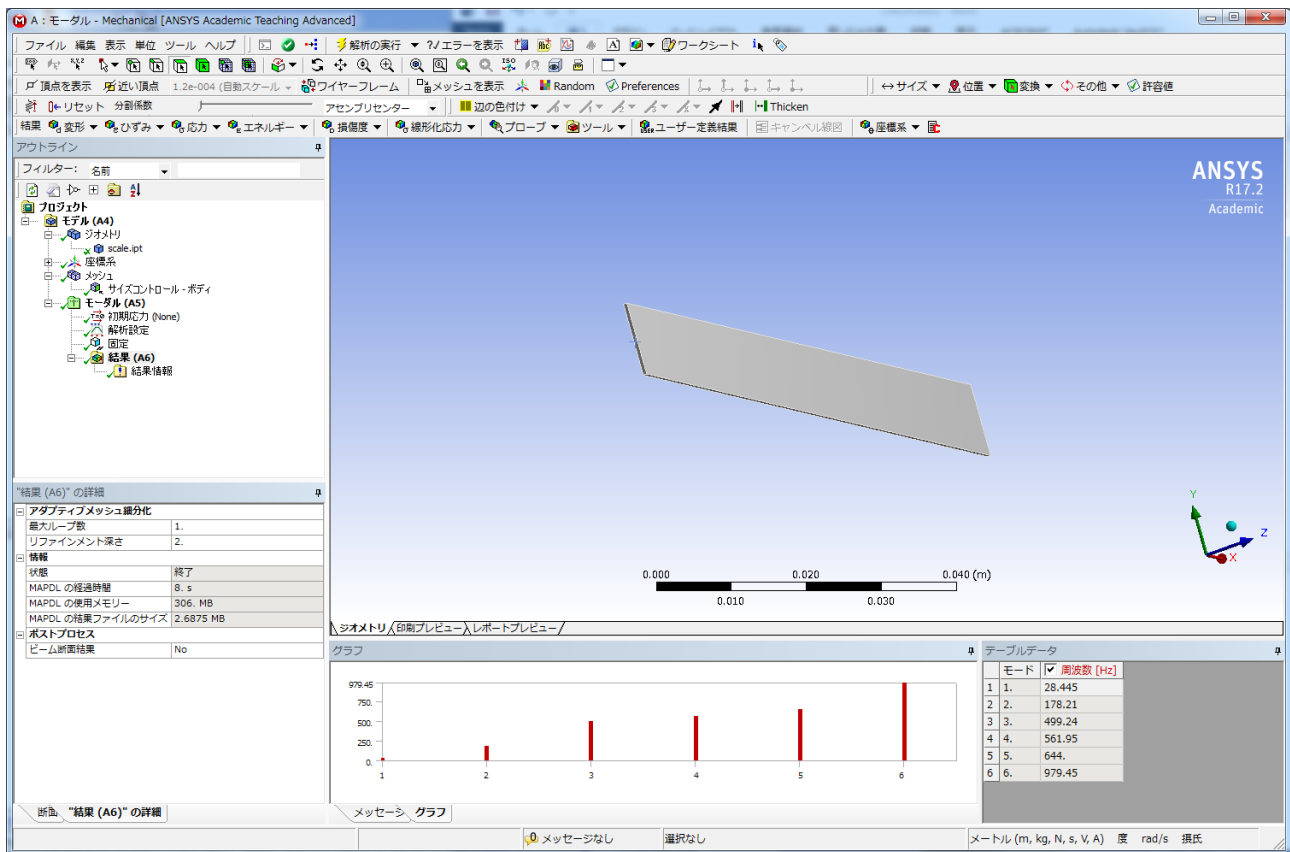 A : モーダル - Mechanical [ANSYS Academic Teaching Advanced]
ファイル 編集 表示 単位 ツール ヘルプ 解析の実行 ?/エラーを表示 A ワークシート
頂点を表示 近い頂点 1.2e-004 (自動スケール ワイヤーフレーム メッシュを表示 Random Preferences サイズ 位置 変換 その他 許容値
リセット 分割係数 アセンブリセンター 辺の色付け Thicken
結果 変形 ひずみ 応力 エネルギー 損傷度 線形化応力 プローブ ツール ユーザー定義結果 キャンベル線図 座標系
アウトライン
フィルター: 名前
プロジェクト
モデル (A4)
ジオメトリ
scale.ipt
座標系
メッシュ
サイズコントロール - ボディ
モーダル (A5)
初期応力 (None)
解析設定
固定
結果 (A6)
結果情報
ANSYS
R17.2
Academic
Y
Z
X
0.000 0.020 0.040 (m)
0.010 0.030
ジオメトリ 印刷プレビュー レポートプレビュー
"結果 (A6)" の詳細
アダプティブメッシュ細分化
最大ループ数 1.
リファインメント深さ 2.
情報
状態 終了
MAPDL の経過時間 8. s
MAPDL の使用メモリー 306. MB
MAPDL の結果ファイルのサイズ 2.6875 MB
ポストプロセス
ビーム断面結果 No
断面 "結果 (A6)" の詳細
グラフ
979.45
750.
500.
250.
0.
1 2 3 4 5 6
メッセージ グラフ
テーブルデータ
モード 周波数 [Hz]
1 1. 28.445
2 2. 178.21
3 3. 499.24
4 4. 561.95
5 5. 644.
6 6. 979.45
0 メッセージなし 選択なし メートル (m, kg, N, s, V, A) 度 rad/s 摂氏